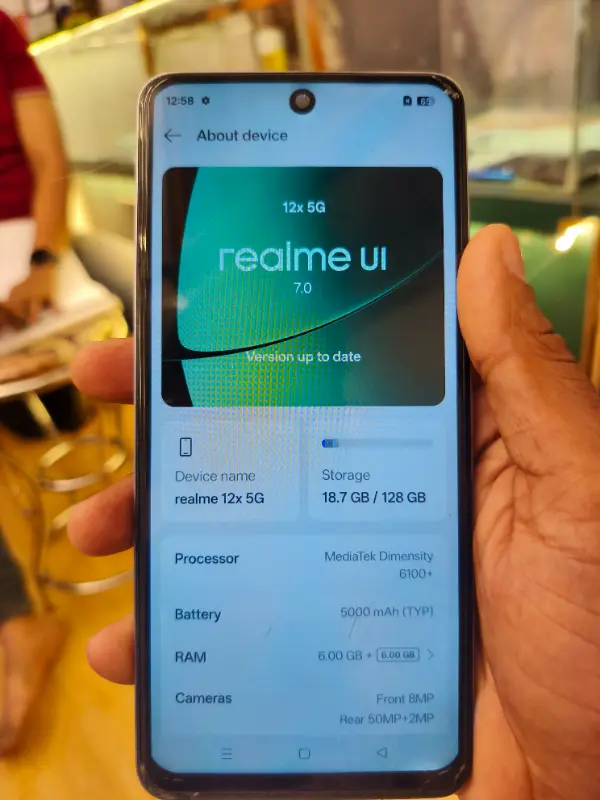 12:58
65
About device
12x 5G
realme UI
7.0
Version up to date
Device name
realme 12x 5G
Storage
18.7 GB / 128 GB
Processor
MediaTek Dimensity
6100+
Battery
5000 mAh (TYP)
RAM
6.00 GB + 6.00 GB
Cameras
Front 8MP
Rear 50MP+2MP